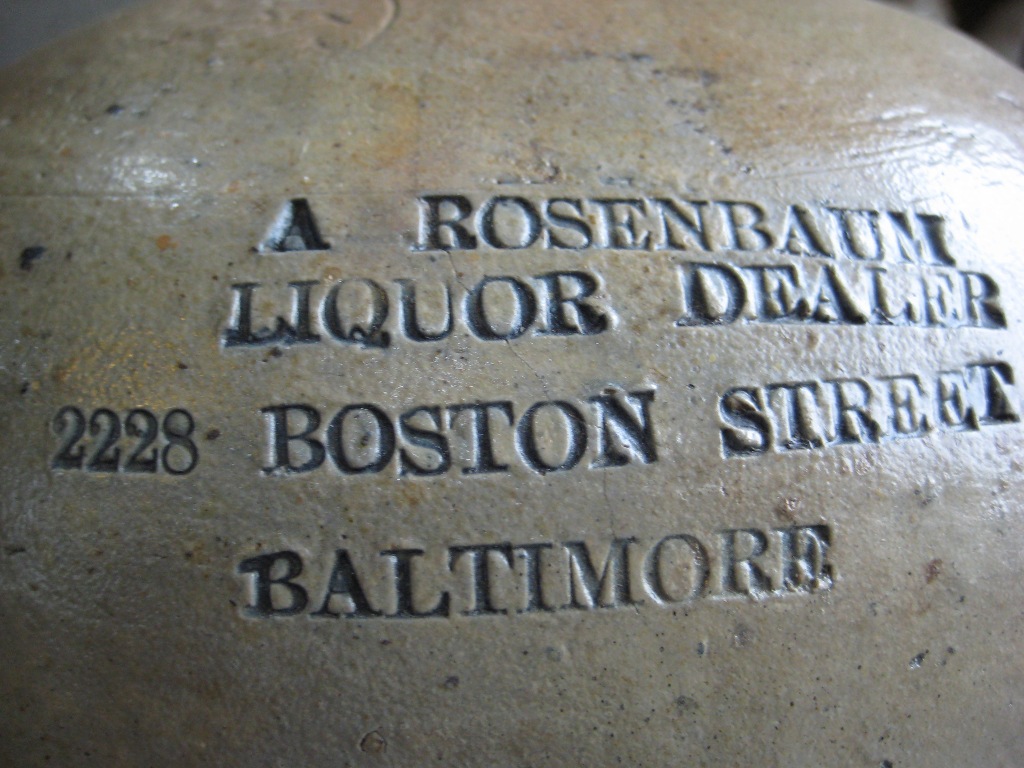 A ROSENBAUM
LIQUOR DEALER
2228 BOSTON STREET
BALTIMORE